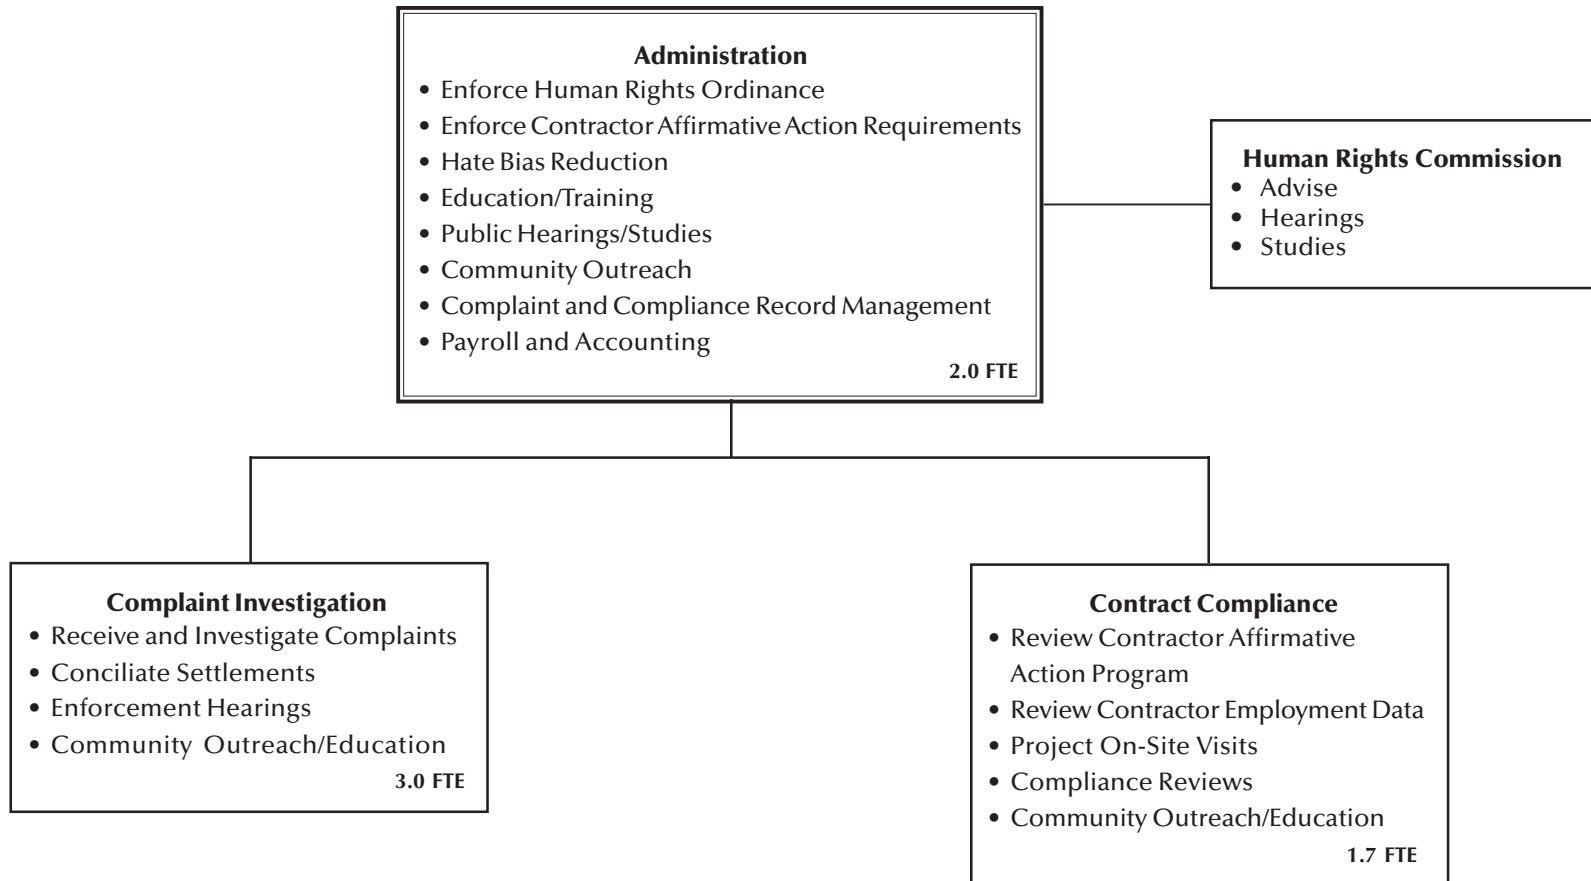 Administration
• Enforce Human Rights Ordinance
• Enforce Contractor Affirmative Action Requirements
• Hate Bias Reduction
• Education/Training
• Public Hearings/Studies
• Community Outreach
• Complaint and Compliance Record Management
• Payroll and Accounting
2.0 FTE
Human Rights Commission
• Advise
• Hearings
• Studies
Complaint Investigation
• Receive and Investigate Complaints
• Conciliate Settlements
• Enforcement Hearings
• Community Outreach/Education
3.0 FTE
Contract Compliance
• Review Contractor Affirmative
Action Program
• Review Contractor Employment Data
• Project On-Site Visits
• Compliance Reviews
• Community Outreach/Education
1.7 FTE